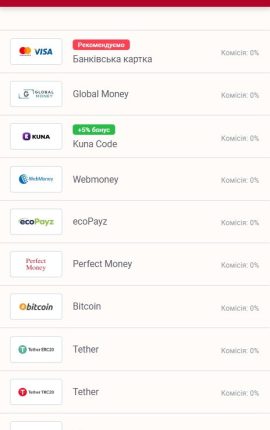 VISA
Рекомендуємо
Банківська картка
Комісія: 0%
GLOBAL MONEY
Global Money
Комісія: 0%
KUNA
+5% бонус
Kuna Code
Комісія: 0%
WebMoney
Webmoney
Комісія: 0%
ecoPayz
ecoPayz
Комісія: 0%
Perfect
Money
Perfect Money
Комісія: 0%
bitcoin
Bitcoin
Комісія: 0%
Tether ERC20
Tether
Комісія: 0%
Tether TRC20
Tether
Комісія: 0%